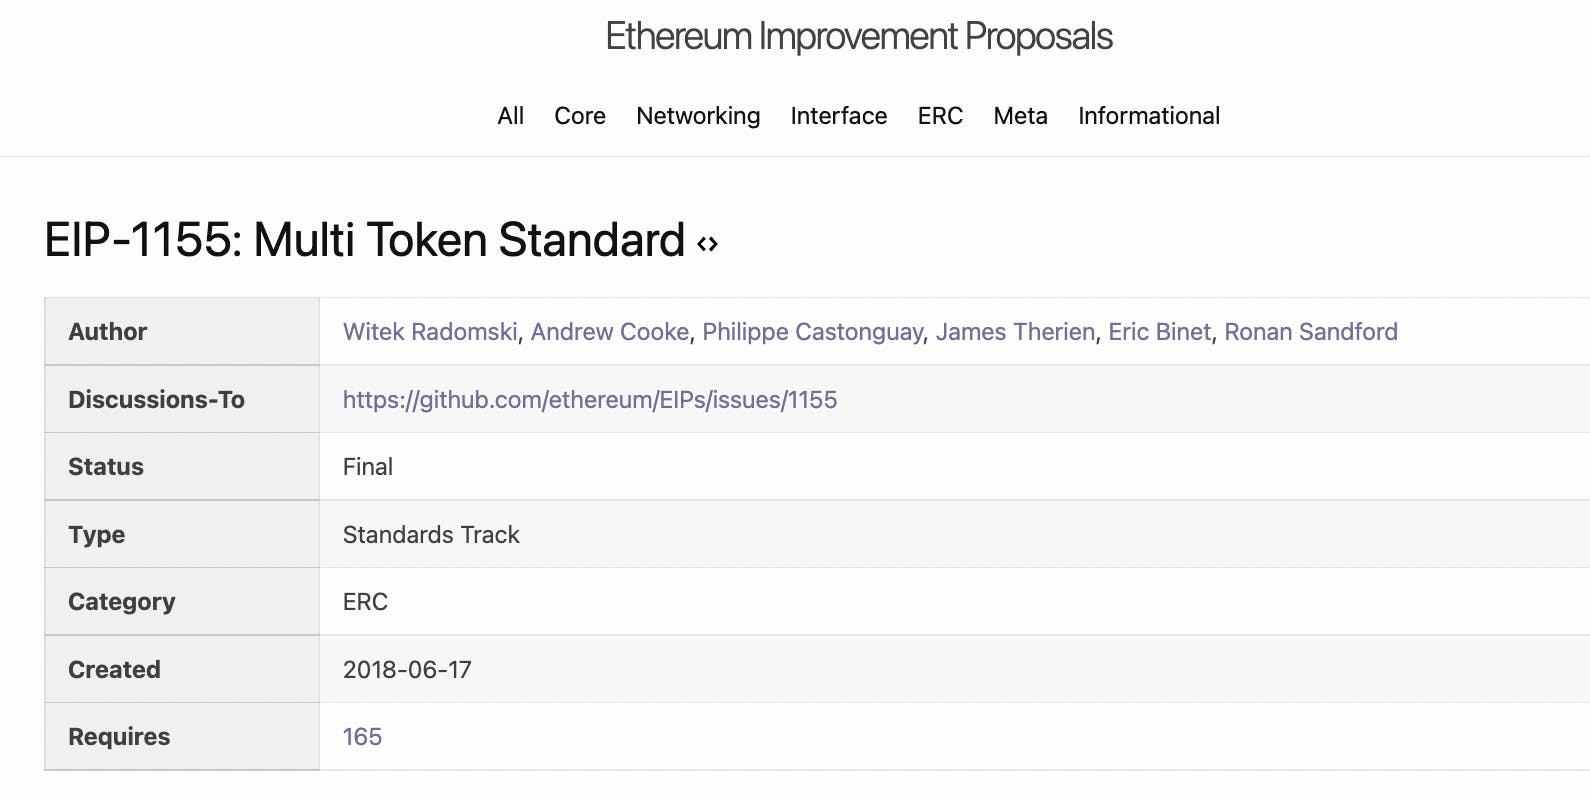 Ethereum Improvement Proposals
All Core Networking Interface ERC Meta Informational
EIP-1155: Multi Token Standard <>
Author Witek Radomski, Andrew Cooke, Philippe Castonguay, James Therien, Eric Binet, Ronan Sandford
Discussions-To https://github.com/ethereum/EIPs/issues/1155
Status Final
Type Standards Track
Category ERC
Created 2018-06-17
Requires 165